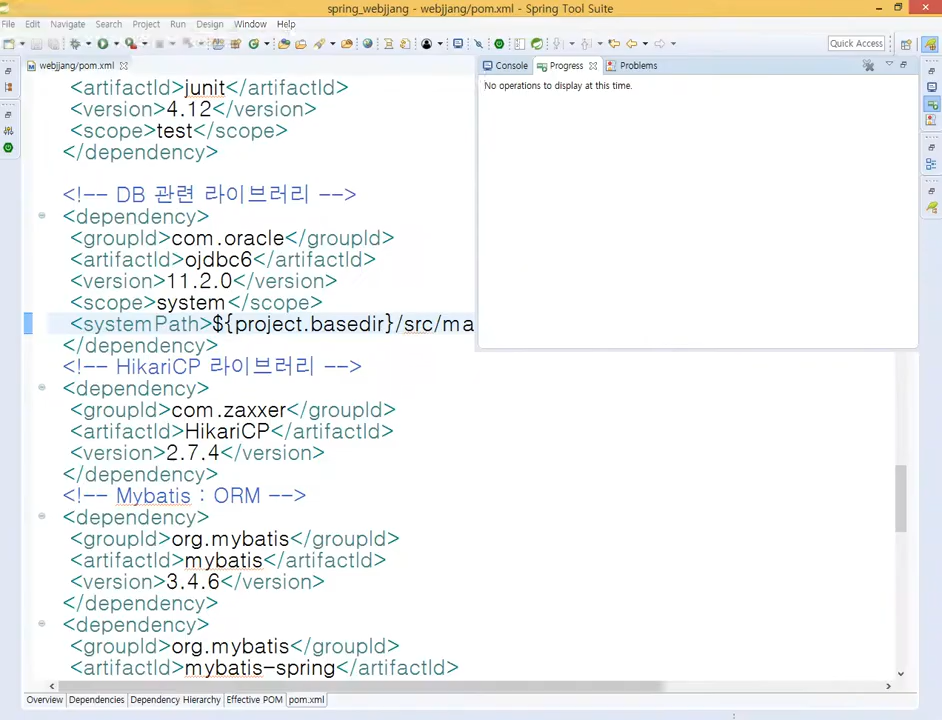 spring_webjjang - webjjang/pom.xml - Spring Tool Suite
File Edit Navigate Search Project Run Design Window Help
Quick Access
webjjang/pom.xml
Console Progress Problems
No operations to display at this time.
<artifactId>junit</artifactId>
<version>4.12</version>
<scope>test</scope>
</dependency>
<!-- DB 관련 라이브러리 -->
<dependency>
<groupId>com.oracle</groupId>
<artifactId>ojdbc6</artifactId>
<version>11.2.0</version>
<scope>system</scope>
<systemPath>${project.basedir}/src/ma
</dependency>
<!-- HikariCP 라이브러리 -->
<dependency>
<groupId>com.zaxxer</groupId>
<artifactId>HikariCP</artifactId>
<version>2.7.4</version>
</dependency>
<!-- Mybatis : ORM -->
<dependency>
<groupId>org.mybatis</groupId>
<artifactId>mybatis</artifactId>
<version>3.4.6</version>
</dependency>
<dependency>
<groupId>org.mybatis</groupId>
<artifactId>mybatis-spring</artifactId>
Overview Dependencies Dependency Hierarchy Effective POM pom.xml